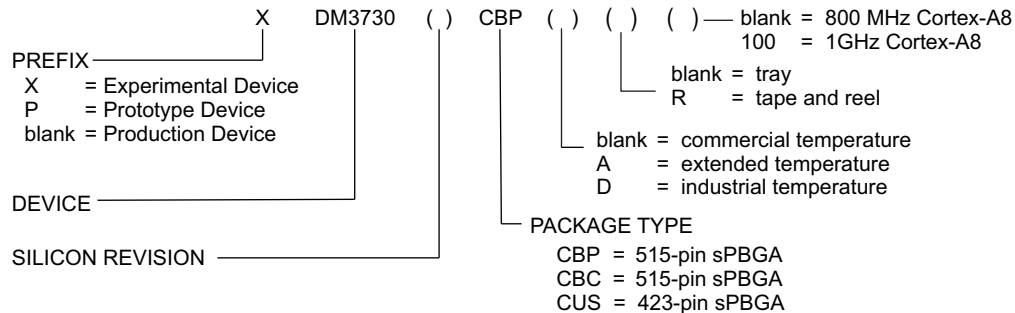 X DM3730 ( ) CBP ( ) ( ) ( )
blank = 800 MHz Cortex-A8
100 = 1GHz Cortex-A8
PREFIX
X = Experimental Device
P = Prototype Device
blank = Production Device
blank = tray
R = tape and reel
blank = commercial temperature
A = extended temperature
D = industrial temperature
DEVICE
PACKAGE TYPE
CBP = 515-pin sPBGA
CBC = 515-pin sPBGA
CUS = 423-pin sPBGA
SILICON REVISION